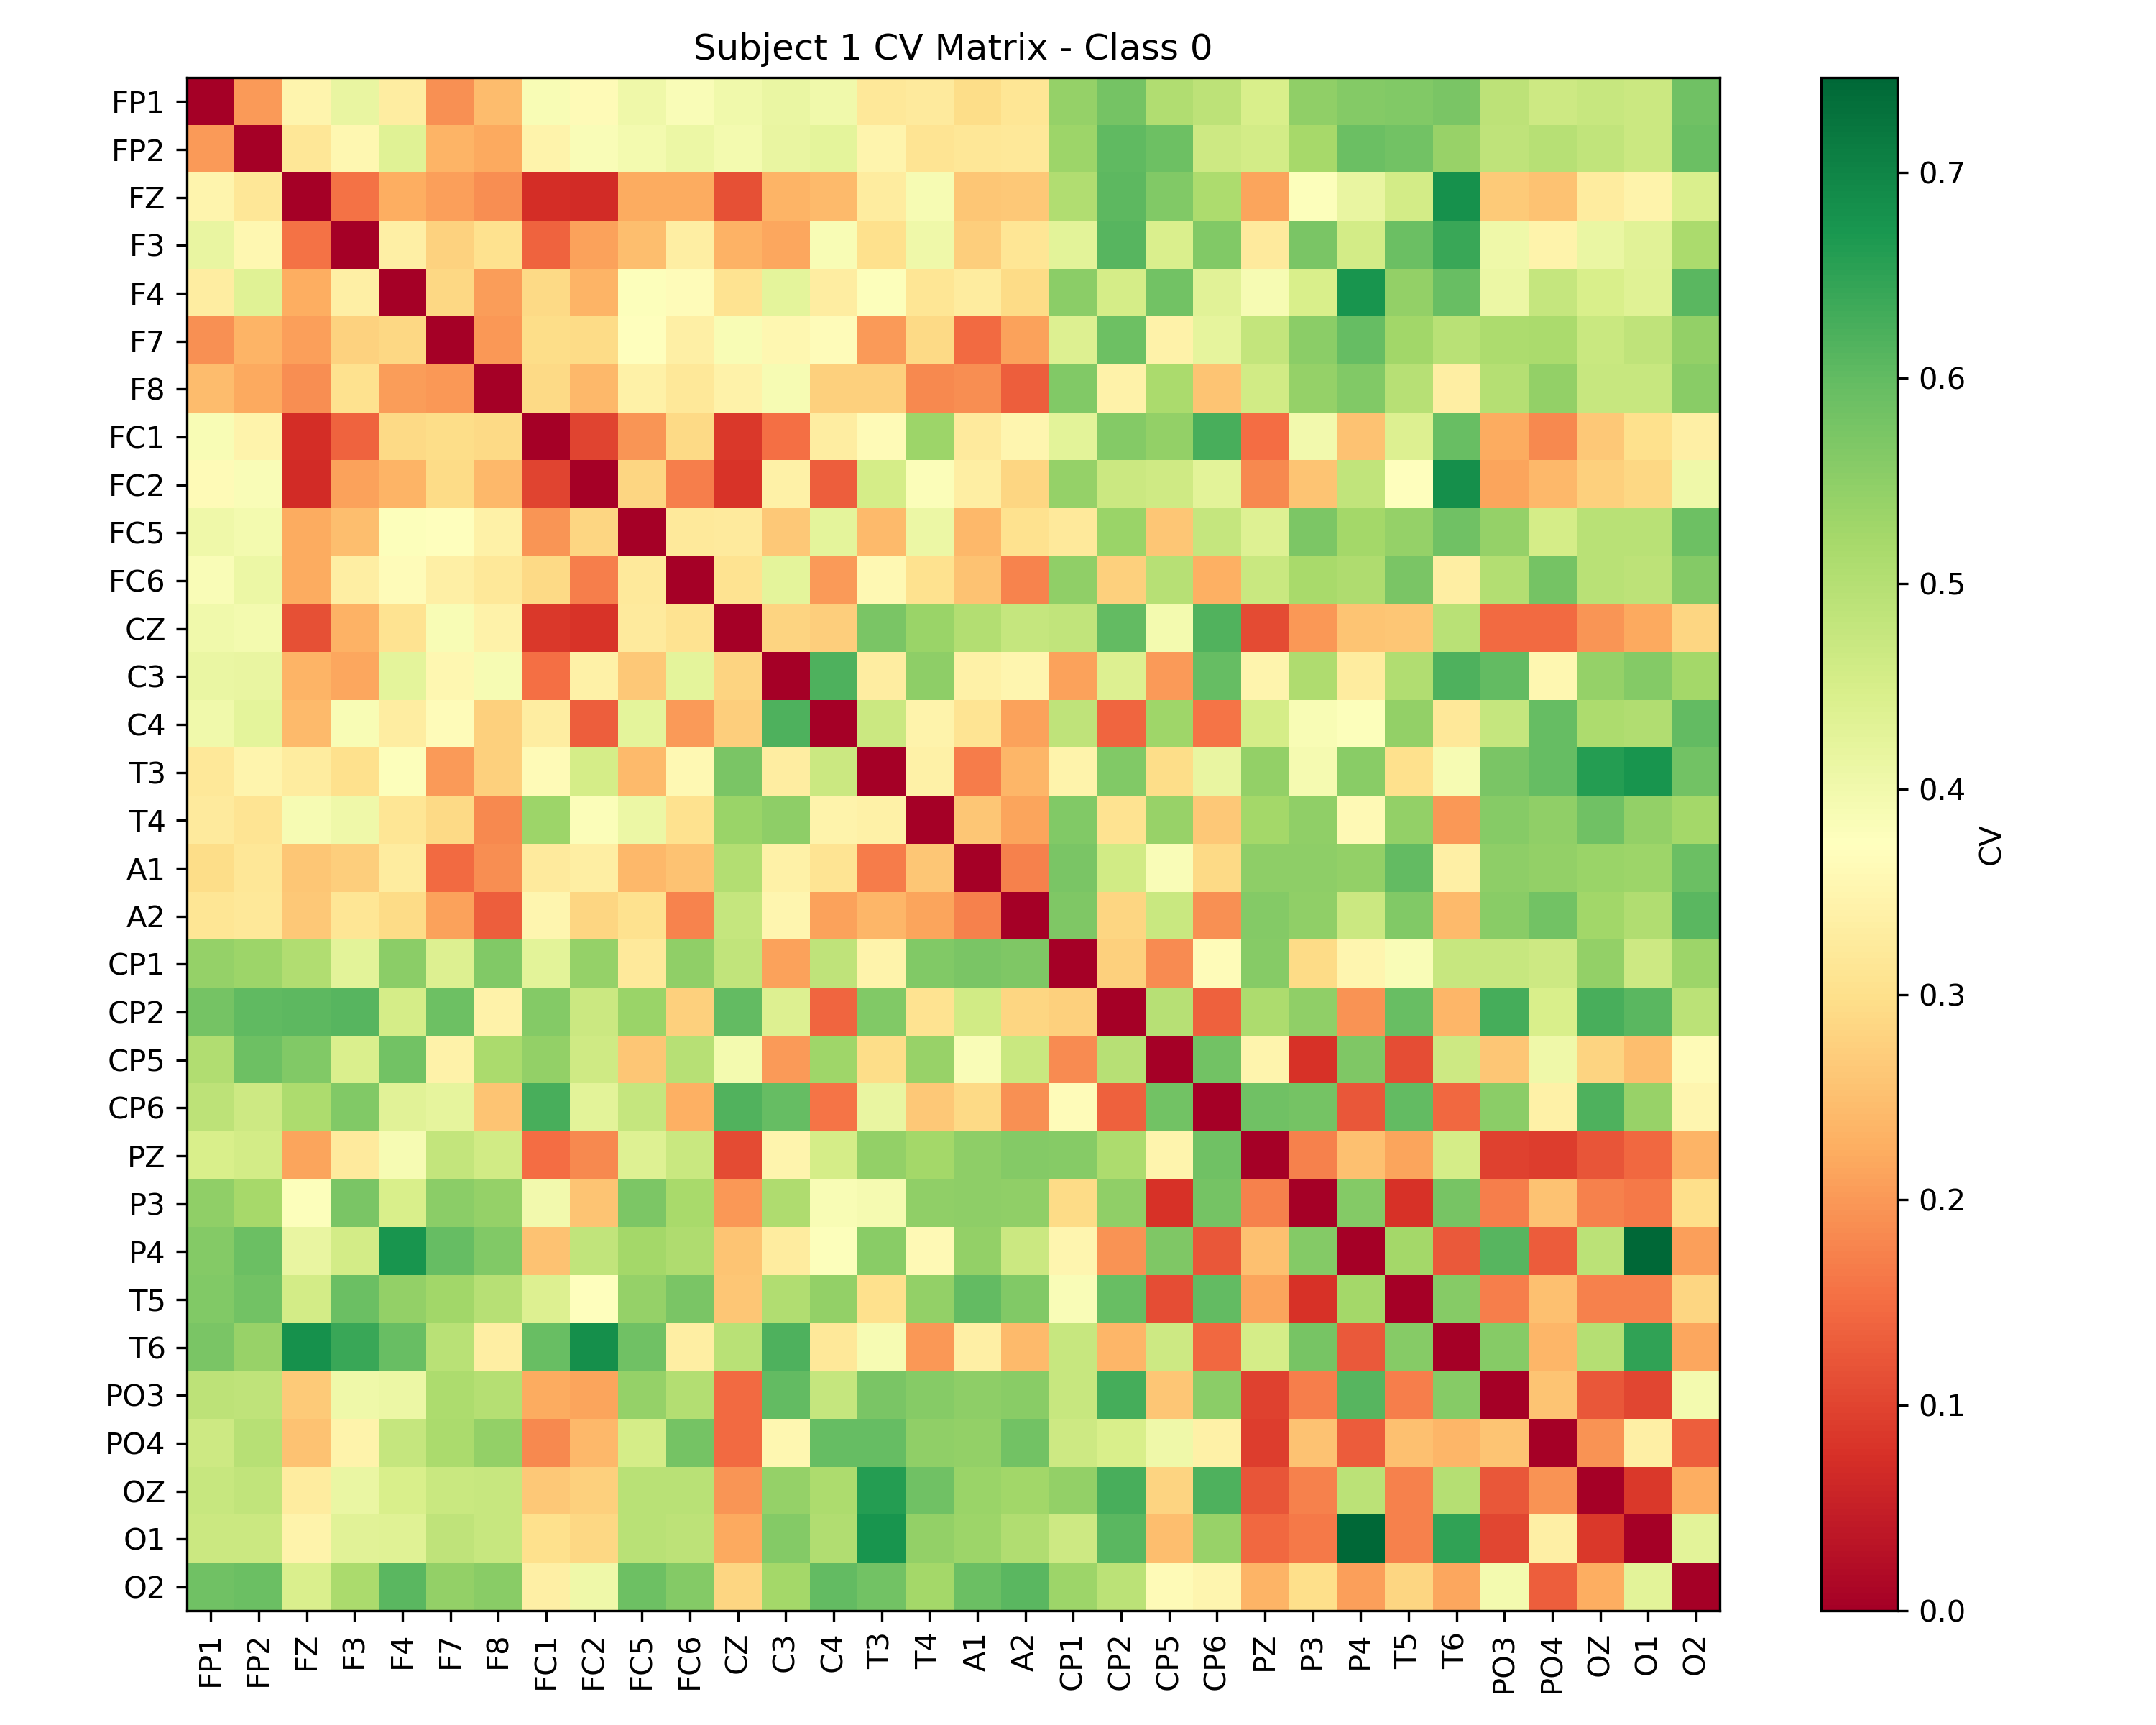 Subject 1 CV Matrix - Class 0
FP1
FP2
FZ
F3
F4
F7
F8
FC1
FC2
FC5
FC6
CZ
C3
C4
T3
T4
A1
A2
CP1
CP2
CP5
CP6
PZ
P3
P4
T5
T6
PO3
PO4
OZ
O1
O2
FP1 FP2 FZ F3 F4 F7 F8 FC1 FC2 FC5 FC6 CZ C3 C4 T3 T4 A1 A2 CP1 CP2 CP5 CP6 PZ P3 P4 T5 T6 PO3 PO4 OZ O1 O2
0.7
0.6
0.5
0.4
0.3
0.2
0.1
0.0
CV